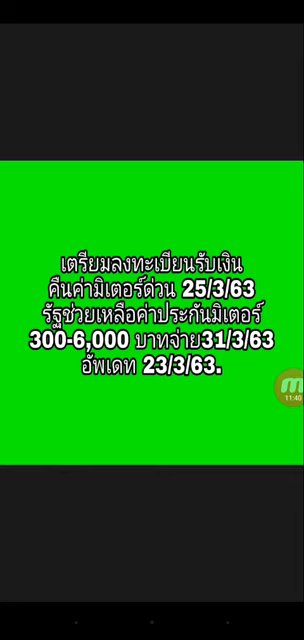 เตรียมลงทะเบียนรับเงิน
คืนค่ามิเตอร์ด่วน 25/3/63
รัฐช่วยเหลือค่าประกันมิเตอร์
300-6,000 บาทจ่าย31/3/63
อัพเดท 23/3/63.
11:40